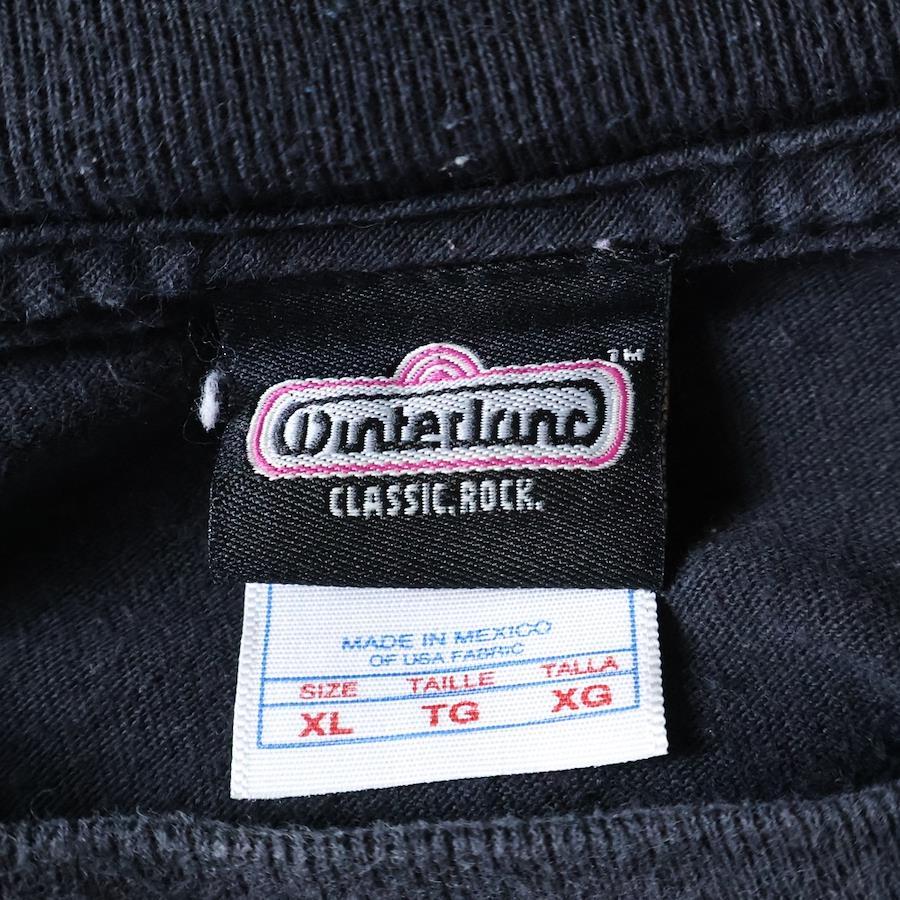 Winterland ™
CLASSIC.ROCK.
MADE IN MEXICO
OF USA FABRIC
SIZE TAILLE TALLA
XL TG XG